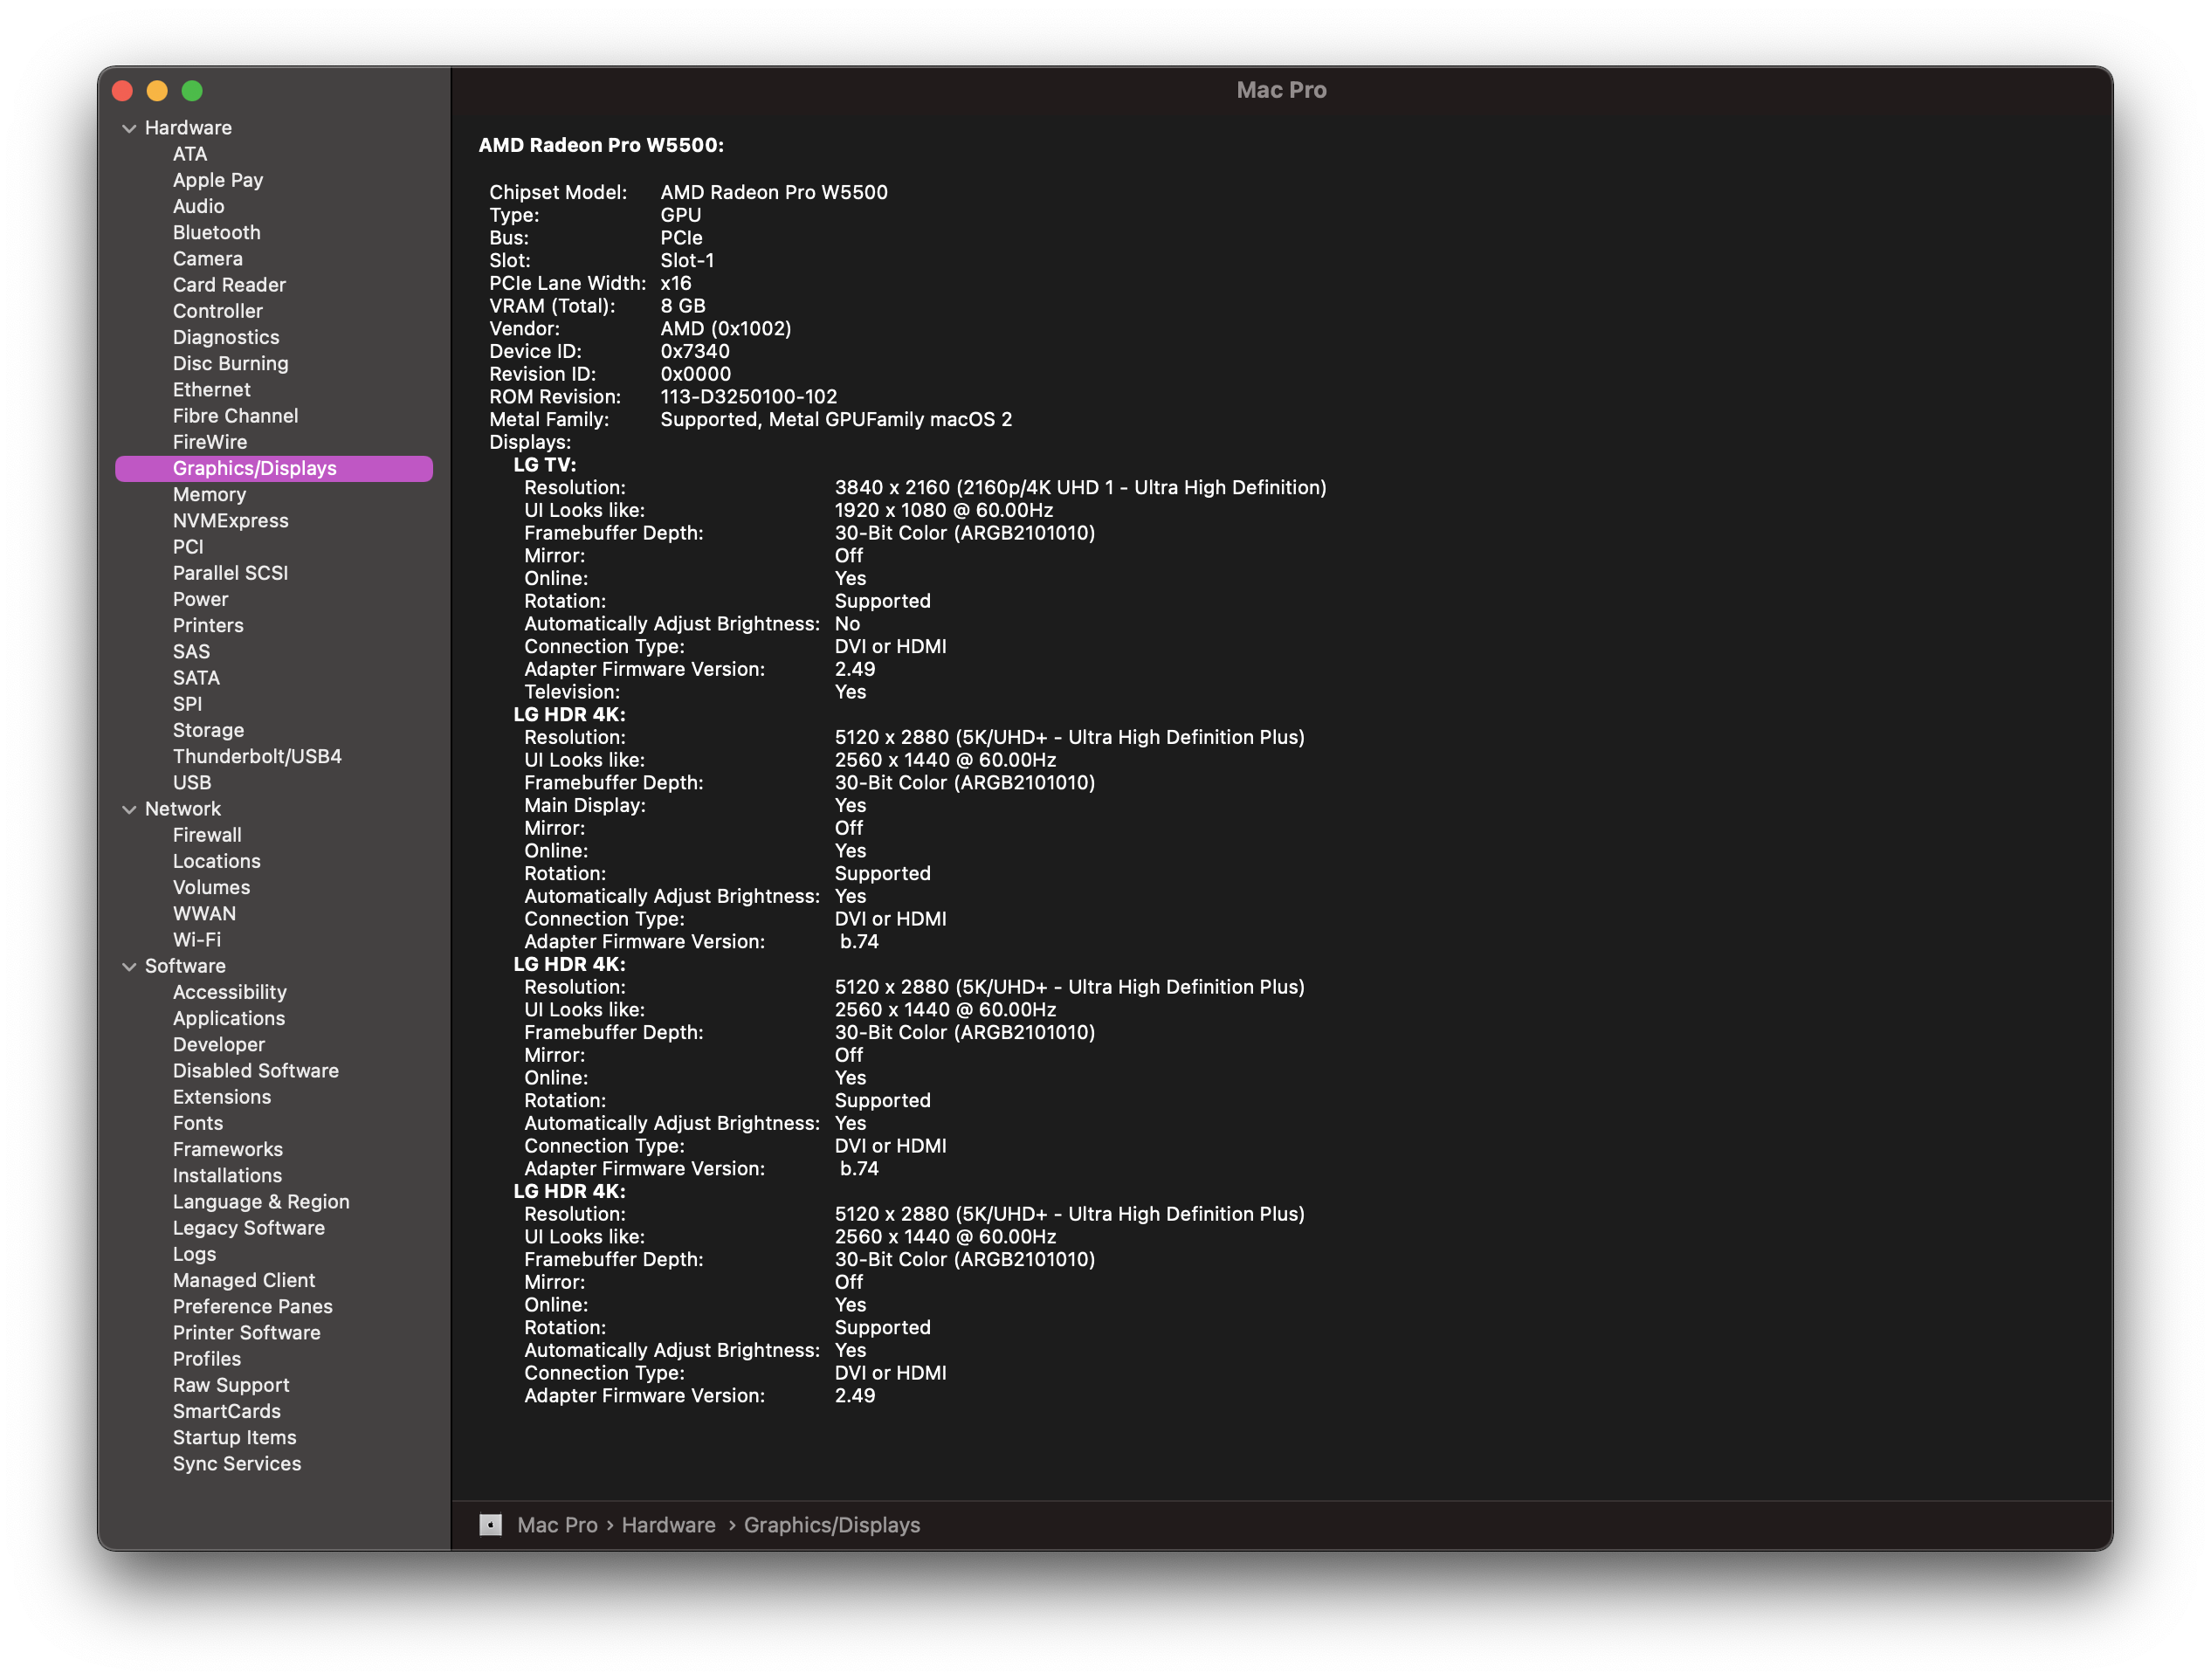 Mac Pro
Hardware
ATA
Apple Pay
Audio
Bluetooth
Camera
Card Reader
Controller
Diagnostics
Disc Burning
Ethernet
Fibre Channel
FireWire
Graphics/Displays
Memory
NVMExpress
PCI
Parallel SCSI
Power
Printers
SAS
SATA
SPI
Storage
Thunderbolt/USB4
USB
Network
Firewall
Locations
Volumes
WWAN
Wi-Fi
Software
Accessibility
Applications
Developer
Disabled Software
Extensions
Fonts
Frameworks
Installations
Language & Region
Legacy Software
Logs
Managed Client
Preference Panes
Printer Software
Profiles
Raw Support
SmartCards
Startup Items
Sync Services
AMD Radeon Pro W5500:
Chipset Model: AMD Radeon Pro W5500
Type: GPU
Bus: PCIe
Slot: Slot-1
PCIe Lane Width: x16
VRAM (Total): 8 GB
Vendor: AMD (0x1002)
Device ID: 0x7340
Revision ID: 0x0000
ROM Revision: 113-D3250100-102
Metal Family: Supported, Metal GPUFamily macOS 2
Displays:
LG TV:
Resolution: 3840 x 2160 (2160p/4K UHD 1 - Ultra High Definition)
UI Looks like: 1920 x 1080 @ 60.00Hz
Framebuffer Depth: 30-Bit Color (ARGB2101010)
Mirror: Off
Online: Yes
Rotation: Supported
Automatically Adjust Brightness: No
Connection Type: DVI or HDMI
Adapter Firmware Version: 2.49
Television: Yes
LG HDR 4K:
Resolution: 5120 x 2880 (5K/UHD+ - Ultra High Definition Plus)
UI Looks like: 2560 x 1440 @ 60.00Hz
Framebuffer Depth: 30-Bit Color (ARGB2101010)
Main Display: Yes
Mirror: Off
Online: Yes
Rotation: Supported
Automatically Adjust Brightness: Yes
Connection Type: DVI or HDMI
Adapter Firmware Version: b.74
LG HDR 4K:
Resolution: 5120 x 2880 (5K/UHD+ - Ultra High Definition Plus)
UI Looks like: 2560 x 1440 @ 60.00Hz
Framebuffer Depth: 30-Bit Color (ARGB2101010)
Mirror: Off
Online: Yes
Rotation: Supported
Automatically Adjust Brightness: Yes
Connection Type: DVI or HDMI
Adapter Firmware Version: b.74
LG HDR 4K:
Resolution: 5120 x 2880 (5K/UHD+ - Ultra High Definition Plus)
UI Looks like: 2560 x 1440 @ 60.00Hz
Framebuffer Depth: 30-Bit Color (ARGB2101010)
Mirror: Off
Online: Yes
Rotation: Supported
Automatically Adjust Brightness: Yes
Connection Type: DVI or HDMI
Adapter Firmware Version: 2.49
Mac Pro › Hardware › Graphics/Displays